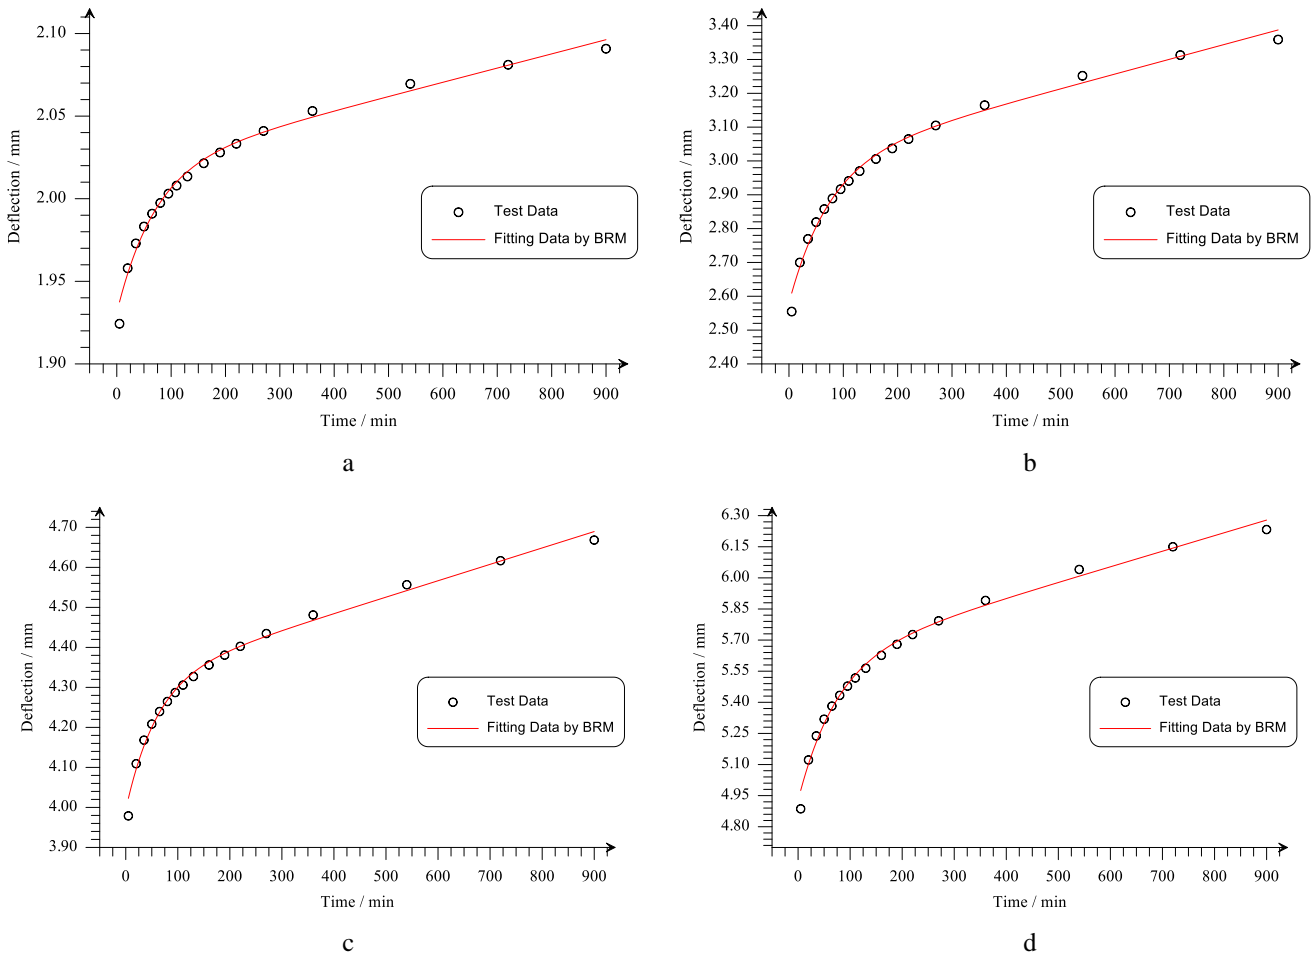 2.10
2.05
2.00
1.95
1.90
Deflection / mm
Test Data
Fitting Data by BRM
0 100 200 300 400 500 600 700 800 900
Time / min
a
3.40
3.30
3.20
3.10
3.00
2.90
2.80
2.70
2.60
2.50
2.40
Deflection / mm
Test Data
Fitting Data by BRM
0 100 200 300 400 500 600 700 800 900
Time / min
b
4.70
4.60
4.50
4.40
4.30
4.20
4.10
4.00
3.90
Deflection / mm
Test Data
Fitting Data by BRM
0 100 200 300 400 500 600 700 800 900
Time / min
c
6.30
6.15
6.00
5.85
5.70
5.55
5.40
5.25
5.10
4.95
4.80
Deflection / mm
Test Data
Fitting Data by BRM
0 100 200 300 400 500 600 700 800 900
Time / min
d